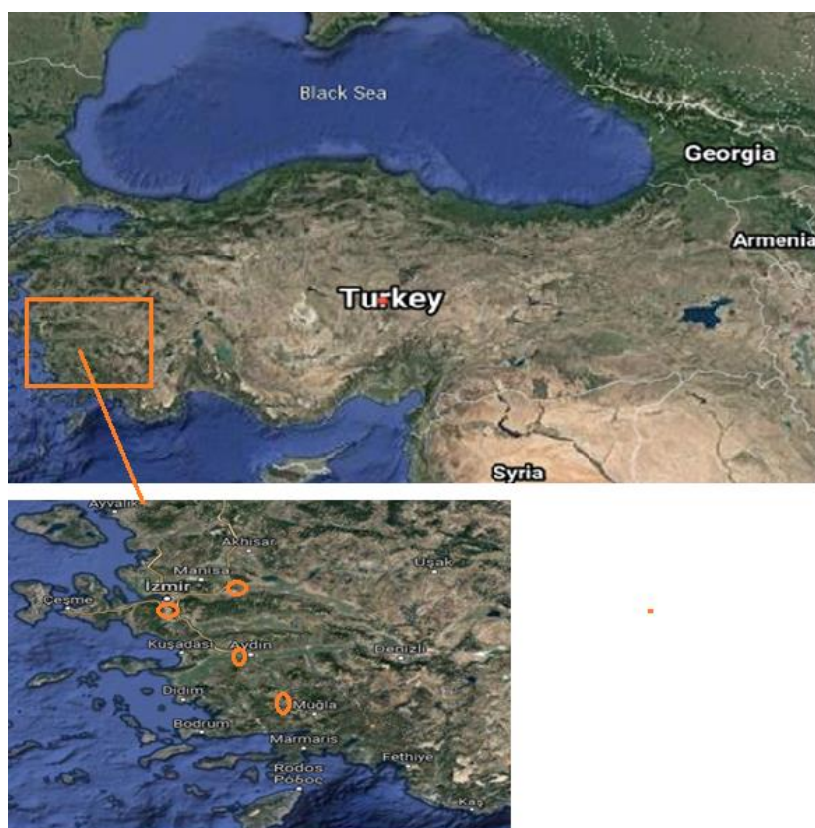 Black Sea
Georgia
Armenia
Turkey
Syria
Ayvalık
Akhisar
Uşak
Manisa
İzmir
Çeşme
Kuşadası
Aydın
Denizli
Didim
Muğla
Bodrum
Marmaris
Fethiye
Rodos
Ρόδος
Kaş